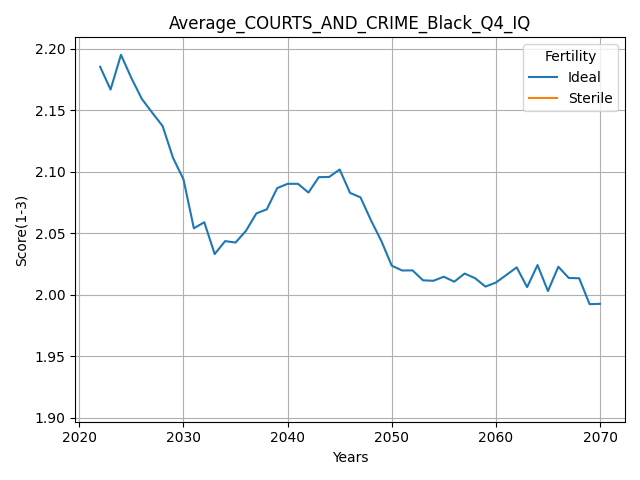 Average_COURTS_AND_CRIME_Black_Q4_IQ
Fertility
Ideal
Sterile
Score(1-3)
2.20
2.15
2.10
2.05
2.00
1.95
1.90
2020 2030 2040 2050 2060 2070
Years